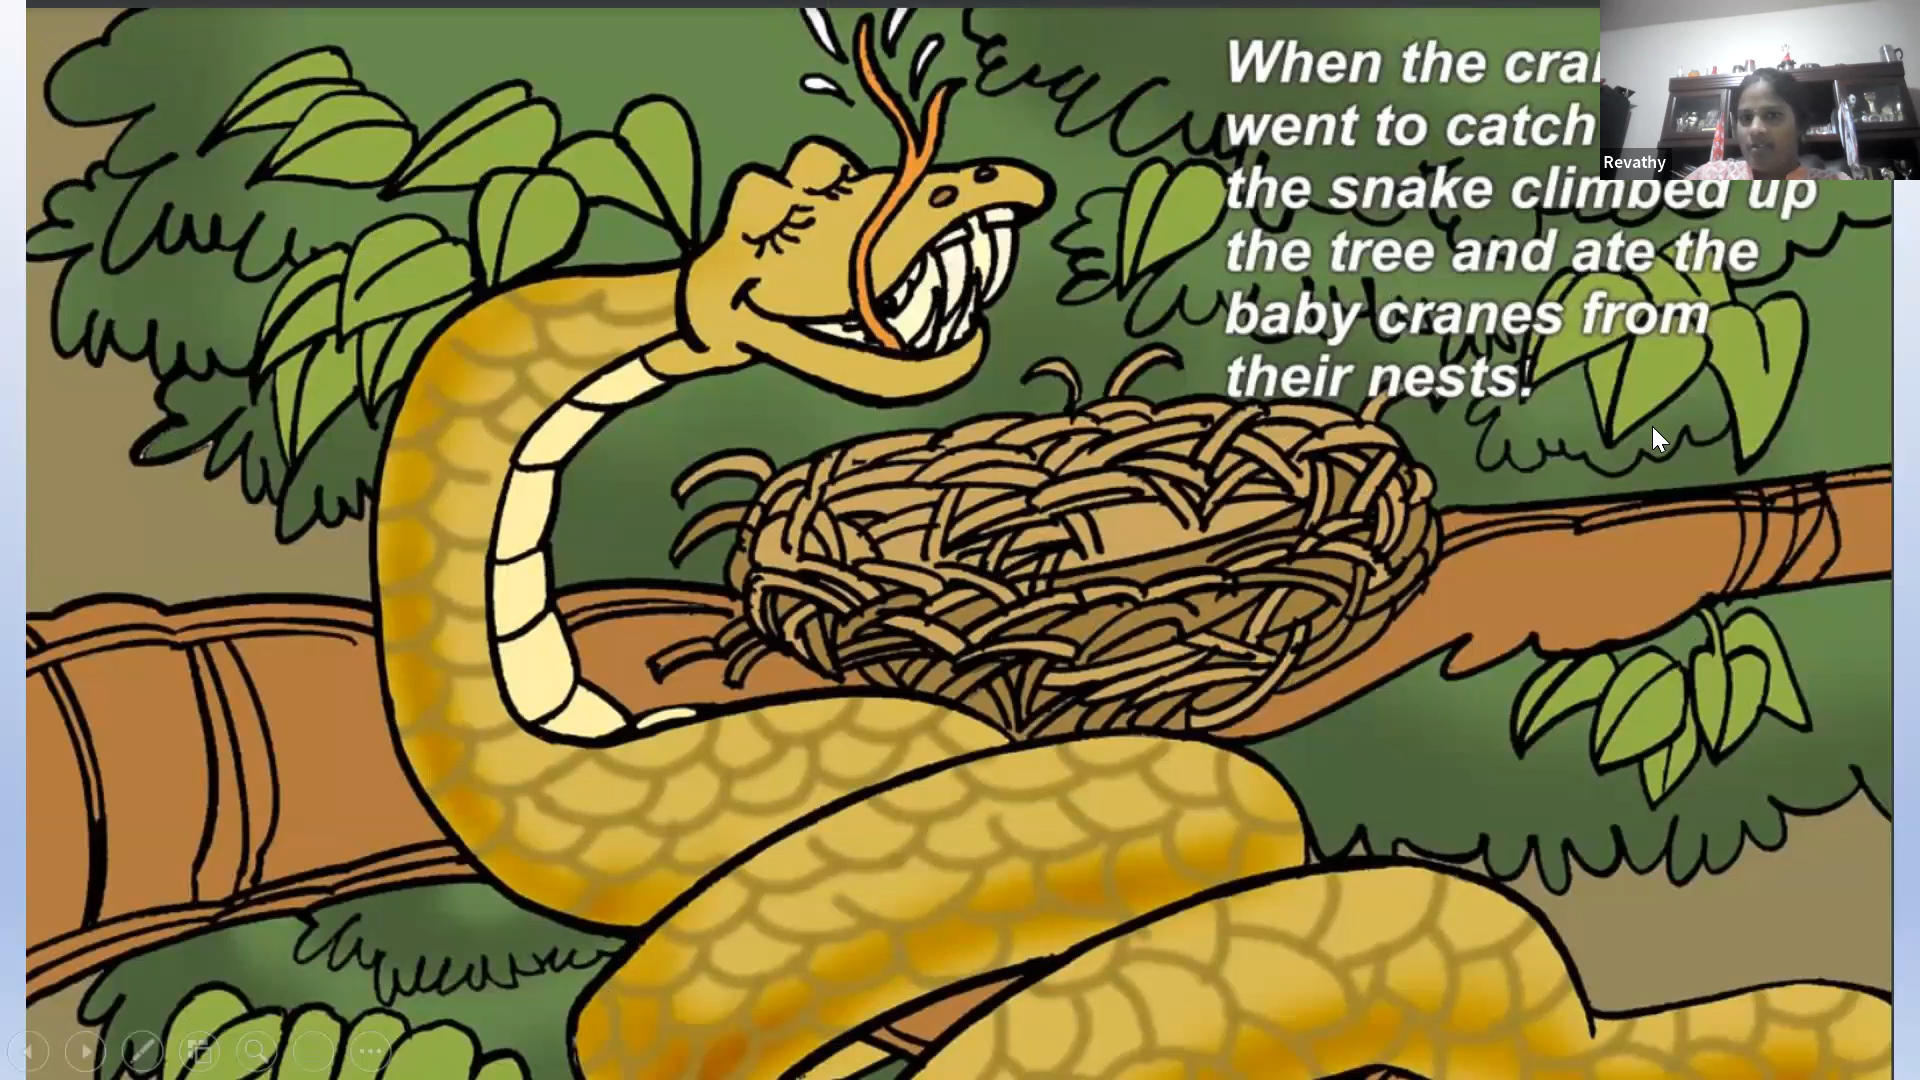 When the
went to catch
the snake climbed up
the tree and ate the
baby cranes from
their nests.
Revathy